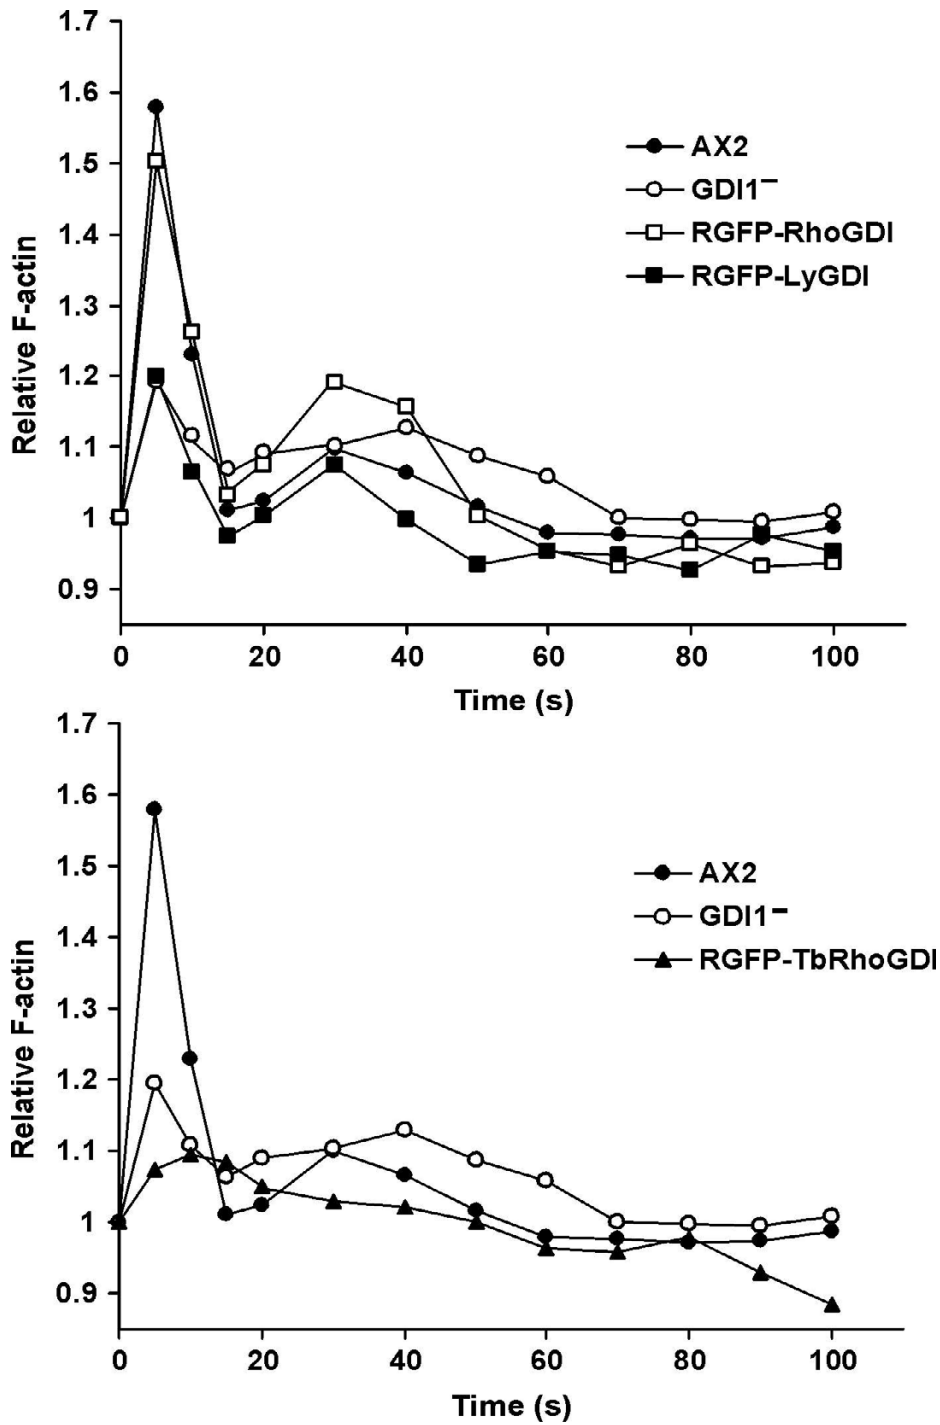 1.7
1.6
1.5
1.4
1.3
1.2
1.1
1
0.9
Relative F-actin
AX2
GDI1⁻
RGFP-RhoGDI
RGFP-LyGDI
0 20 40 60 80 100
Time (s)
1.7
1.6
1.5
1.4
1.3
1.2
1.1
1
0.9
Relative F-actin
AX2
GDI1⁻
RGFP-TbRhoGDI
0 20 40 60 80 100
Time (s)